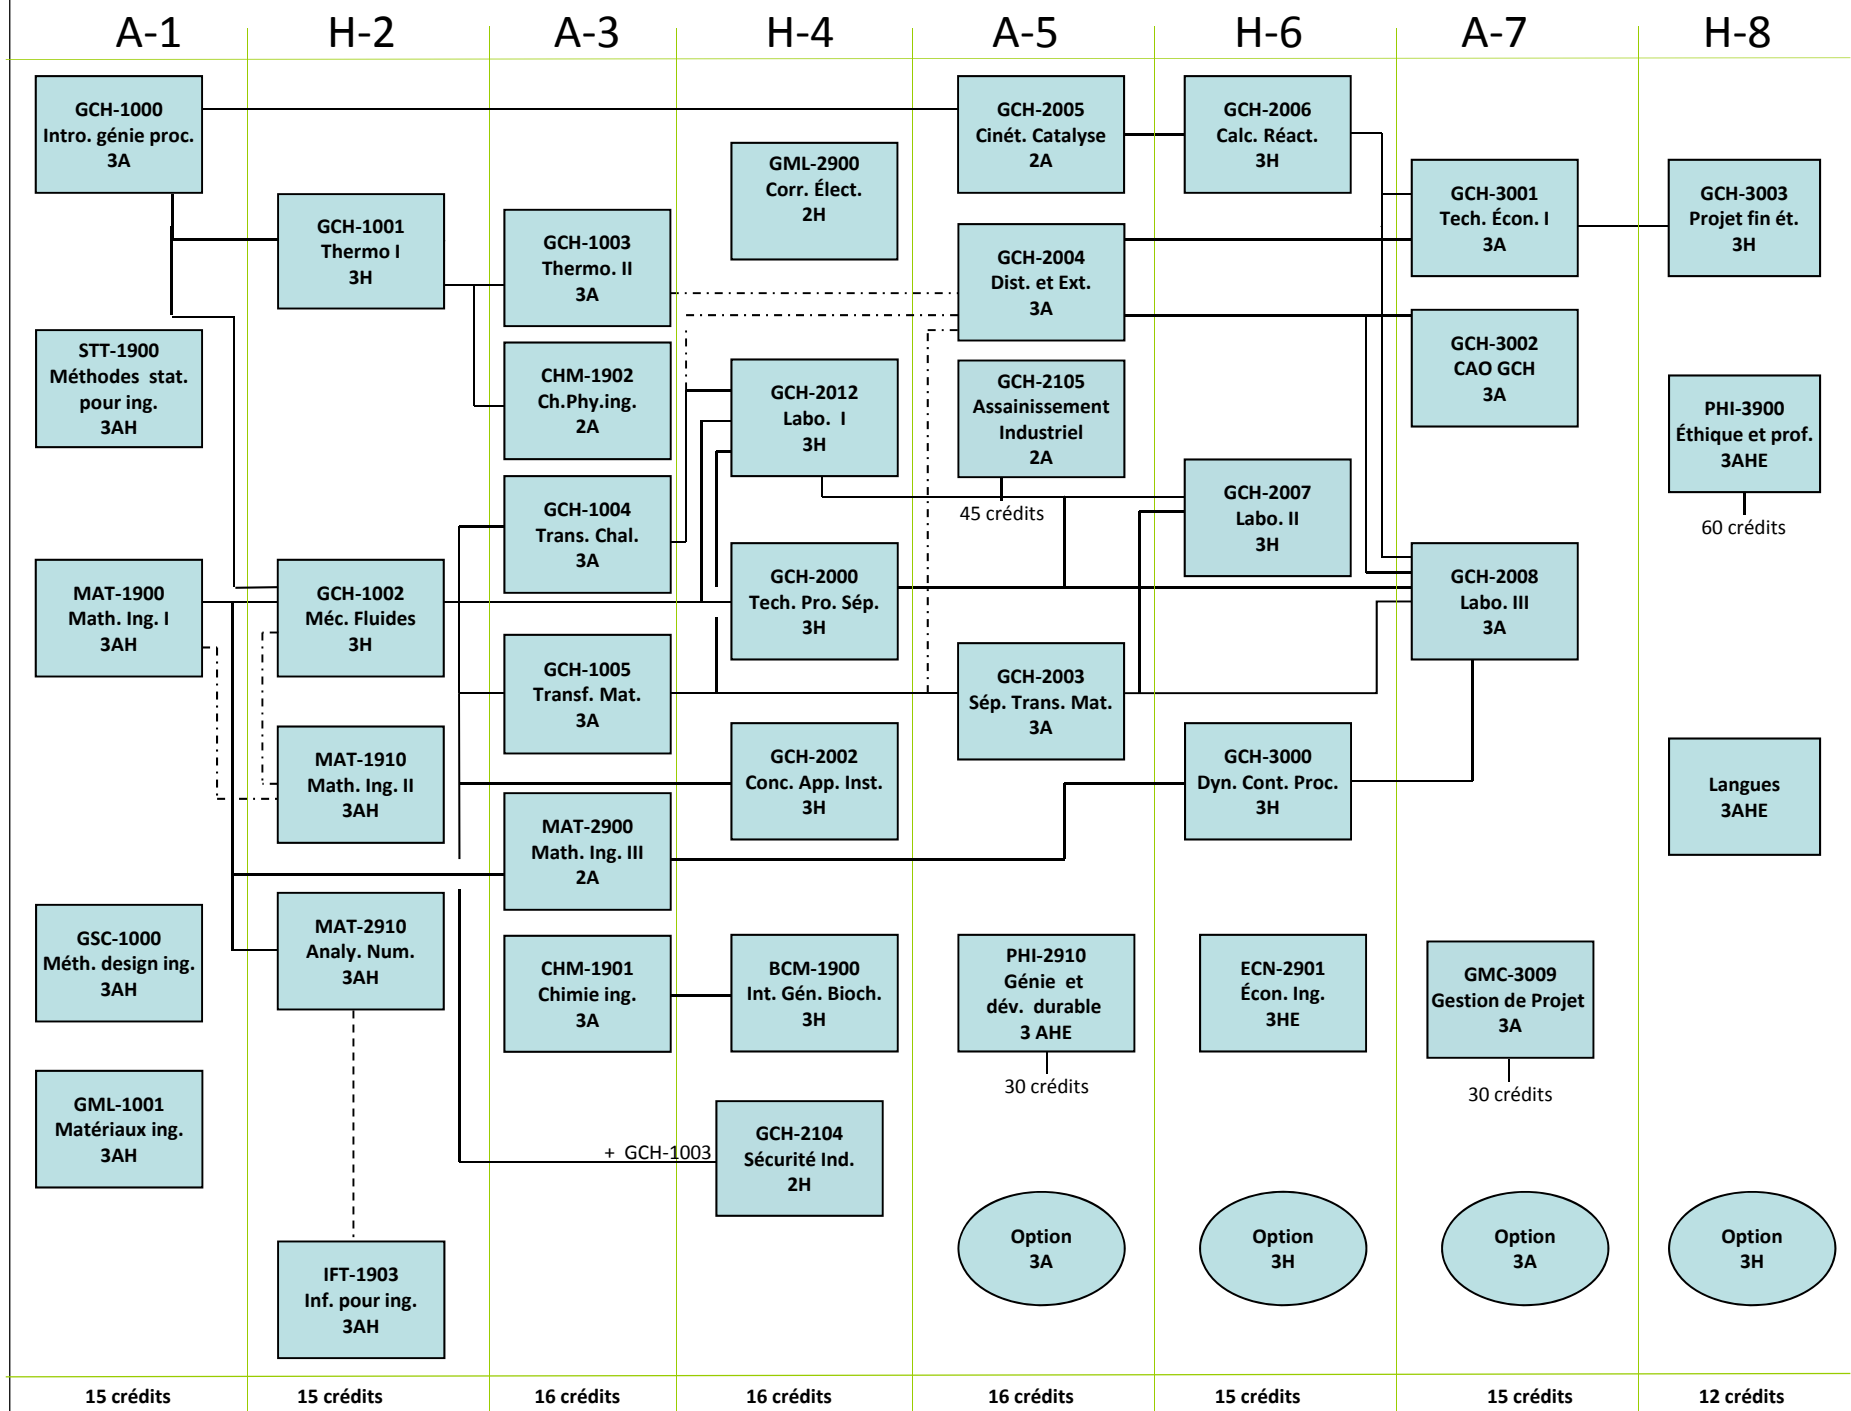 A-1
H-2
A-3
H-4
A-5
H-6
A-7
H-8
GCH-1000
Intro. génie proc.
3A
STT-1900
Méthodes stat.
pour ing.
3AH
MAT-1900
Math. Ing. I
3AH
GSC-1000
Méth. design ing.
3AH
GML-1001
Matériaux ing.
3AH
GCH-1001
Thermo I
3H
GCH-1002
Méc. Fluides
3H
MAT-1910
Math. Ing. II
3AH
MAT-2910
Analy. Num.
3AH
IFT-1903
Inf. pour ing.
3AH
GCH-1003
Thermo. II
3A
CHM-1902
Ch.Phy.ing.
2A
GCH-1004
Trans. Chal.
3A
GCH-1005
Transf. Mat.
3A
MAT-2900
Math. Ing. III
2A
CHM-1901
Chimie ing.
3A
GML-2900
Corr. Élect.
2H
GCH-2012
Labo. I
3H
GCH-2000
Tech. Pro. Sép.
3H
GCH-2002
Conc. App. Inst.
3H
BCM-1900
Int. Gén. Bioch.
3H
+ GCH-1003
GCH-2104
Sécurité Ind.
2H
GCH-2005
Cinét. Catalyse
2A
GCH-2004
Dist. et Ext.
3A
GCH-2105
Assainissement
Industriel
2A
45 crédits
GCH-2003
Sép. Trans. Mat.
3A
PHI-2910
Génie et
dév. durable
3 AHE
30 crédits
Option
3A
GCH-2006
Calc. Réact.
3H
GCH-2007
Labo. II
3H
GCH-3000
Dyn. Cont. Proc.
3H
ECN-2901
Écon. Ing.
3HE
Option
3H
GCH-3001
Tech. Écon. I
3A
GCH-3002
CAO GCH
3A
GCH-2008
Labo. III
3A
GMC-3009
Gestion de Projet
3A
30 crédits
Option
3A
GCH-3003
Projet fin ét.
3H
PHI-3900
Éthique et prof.
3AHE
60 crédits
Langues
3AHE
Option
3H
15 crédits
15 crédits
16 crédits
16 crédits
16 crédits
15 crédits
15 crédits
12 crédits